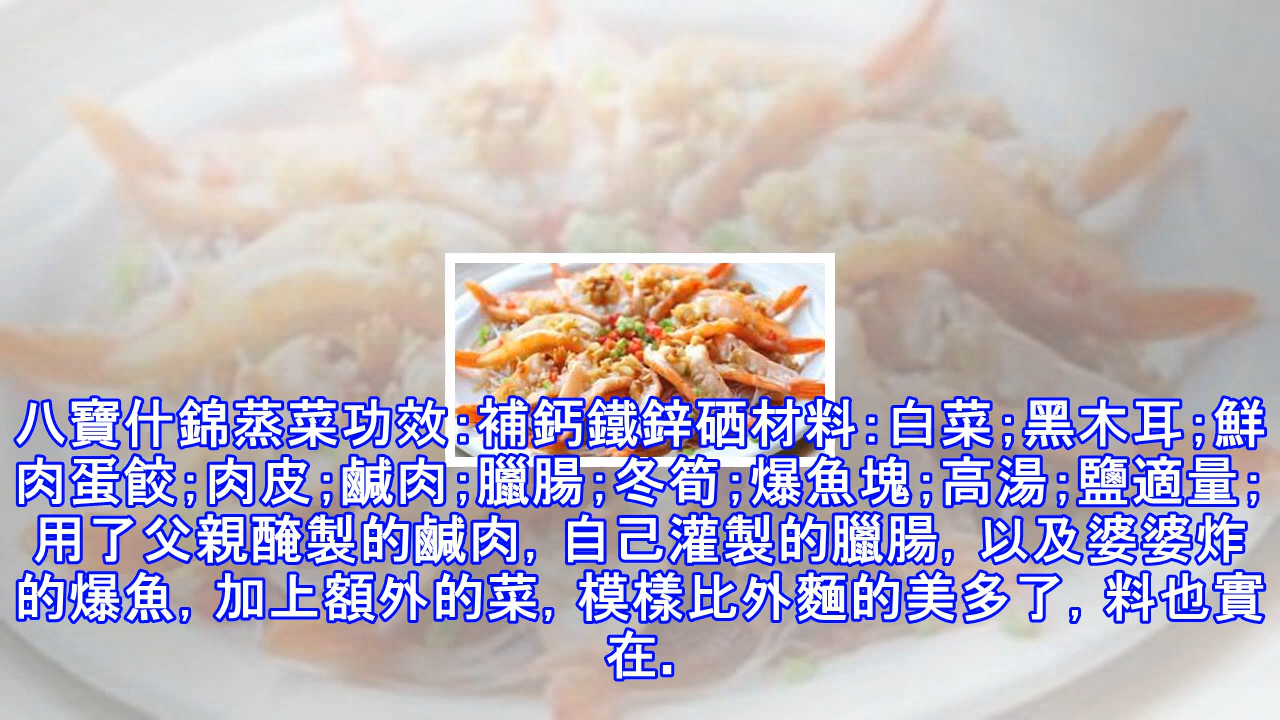 八寶什錦蒸菜功效:補鈣鐵鋅硒材料:白菜;黑木耳;鮮
肉蛋餃;肉皮;鹹肉;臘腸;冬筍;爆魚塊;高湯;鹽適量;
用了父親醃製的鹹肉, 自己灌製的臘腸, 以及婆婆炸
的爆魚, 加上額外的菜, 模樣比外麵的美多了, 料也實
在.